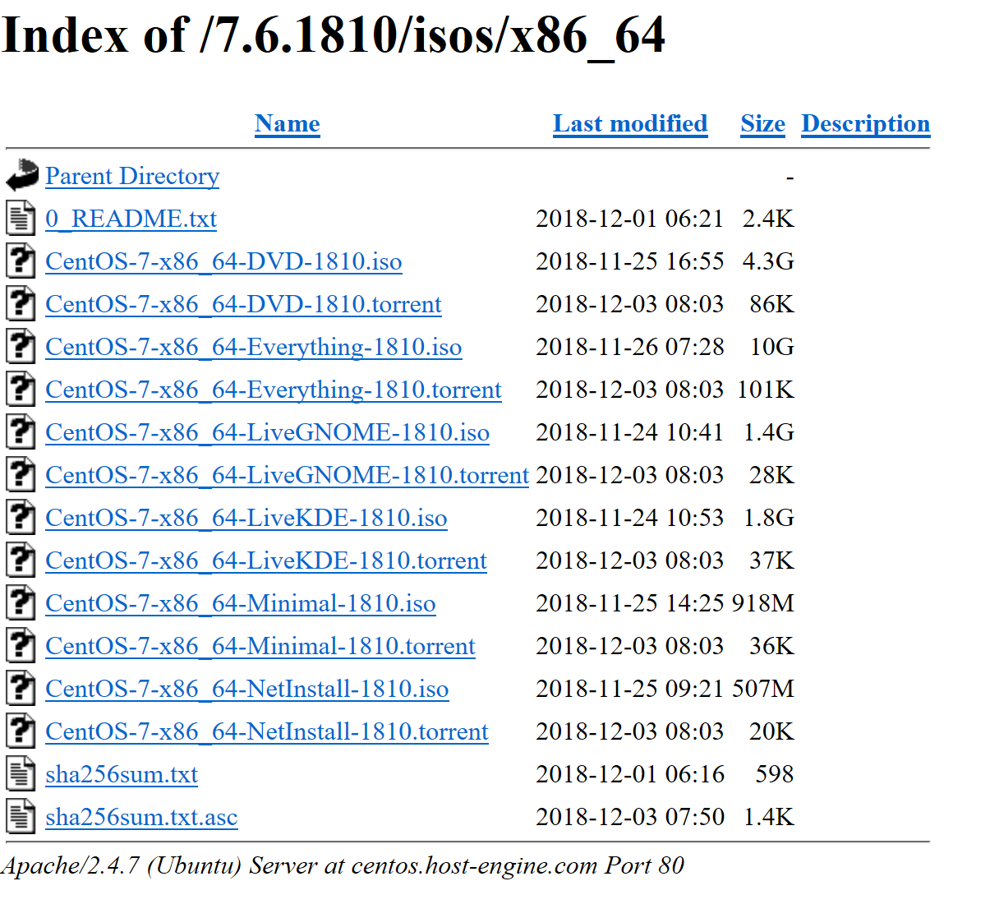 Index of /7.6.1810/isos/x86_64
Name Last modified Size Description
Parent Directory -
0_README.txt 2018-12-01 06:21 2.4K
CentOS-7-x86_64-DVD-1810.iso 2018-11-25 16:55 4.3G
CentOS-7-x86_64-DVD-1810.torrent 2018-12-03 08:03 86K
CentOS-7-x86_64-Everything-1810.iso 2018-11-26 07:28 10G
CentOS-7-x86_64-Everything-1810.torrent 2018-12-03 08:03 101K
CentOS-7-x86_64-LiveGNOME-1810.iso 2018-11-24 10:41 1.4G
CentOS-7-x86_64-LiveGNOME-1810.torrent 2018-12-03 08:03 28K
CentOS-7-x86_64-LiveKDE-1810.iso 2018-11-24 10:53 1.8G
CentOS-7-x86_64-LiveKDE-1810.torrent 2018-12-03 08:03 37K
CentOS-7-x86_64-Minimal-1810.iso 2018-11-25 14:25 918M
CentOS-7-x86_64-Minimal-1810.torrent 2018-12-03 08:03 36K
CentOS-7-x86_64-NetInstall-1810.iso 2018-11-25 09:21 507M
CentOS-7-x86_64-NetInstall-1810.torrent 2018-12-03 08:03 20K
sha256sum.txt 2018-12-01 06:16 598
sha256sum.txt.asc 2018-12-03 07:50 1.4K
Apache/2.4.7 (Ubuntu) Server at centos.host-engine.com Port 80